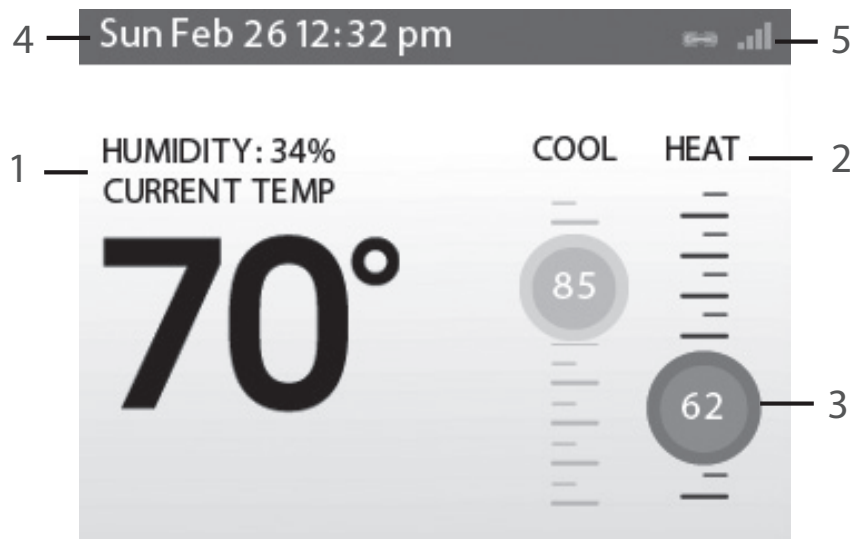 4
Sun Feb 26 12:32 pm
5
1
HUMIDITY: 34%
CURRENT TEMP
COOL
HEAT
2
70°
85
62
3